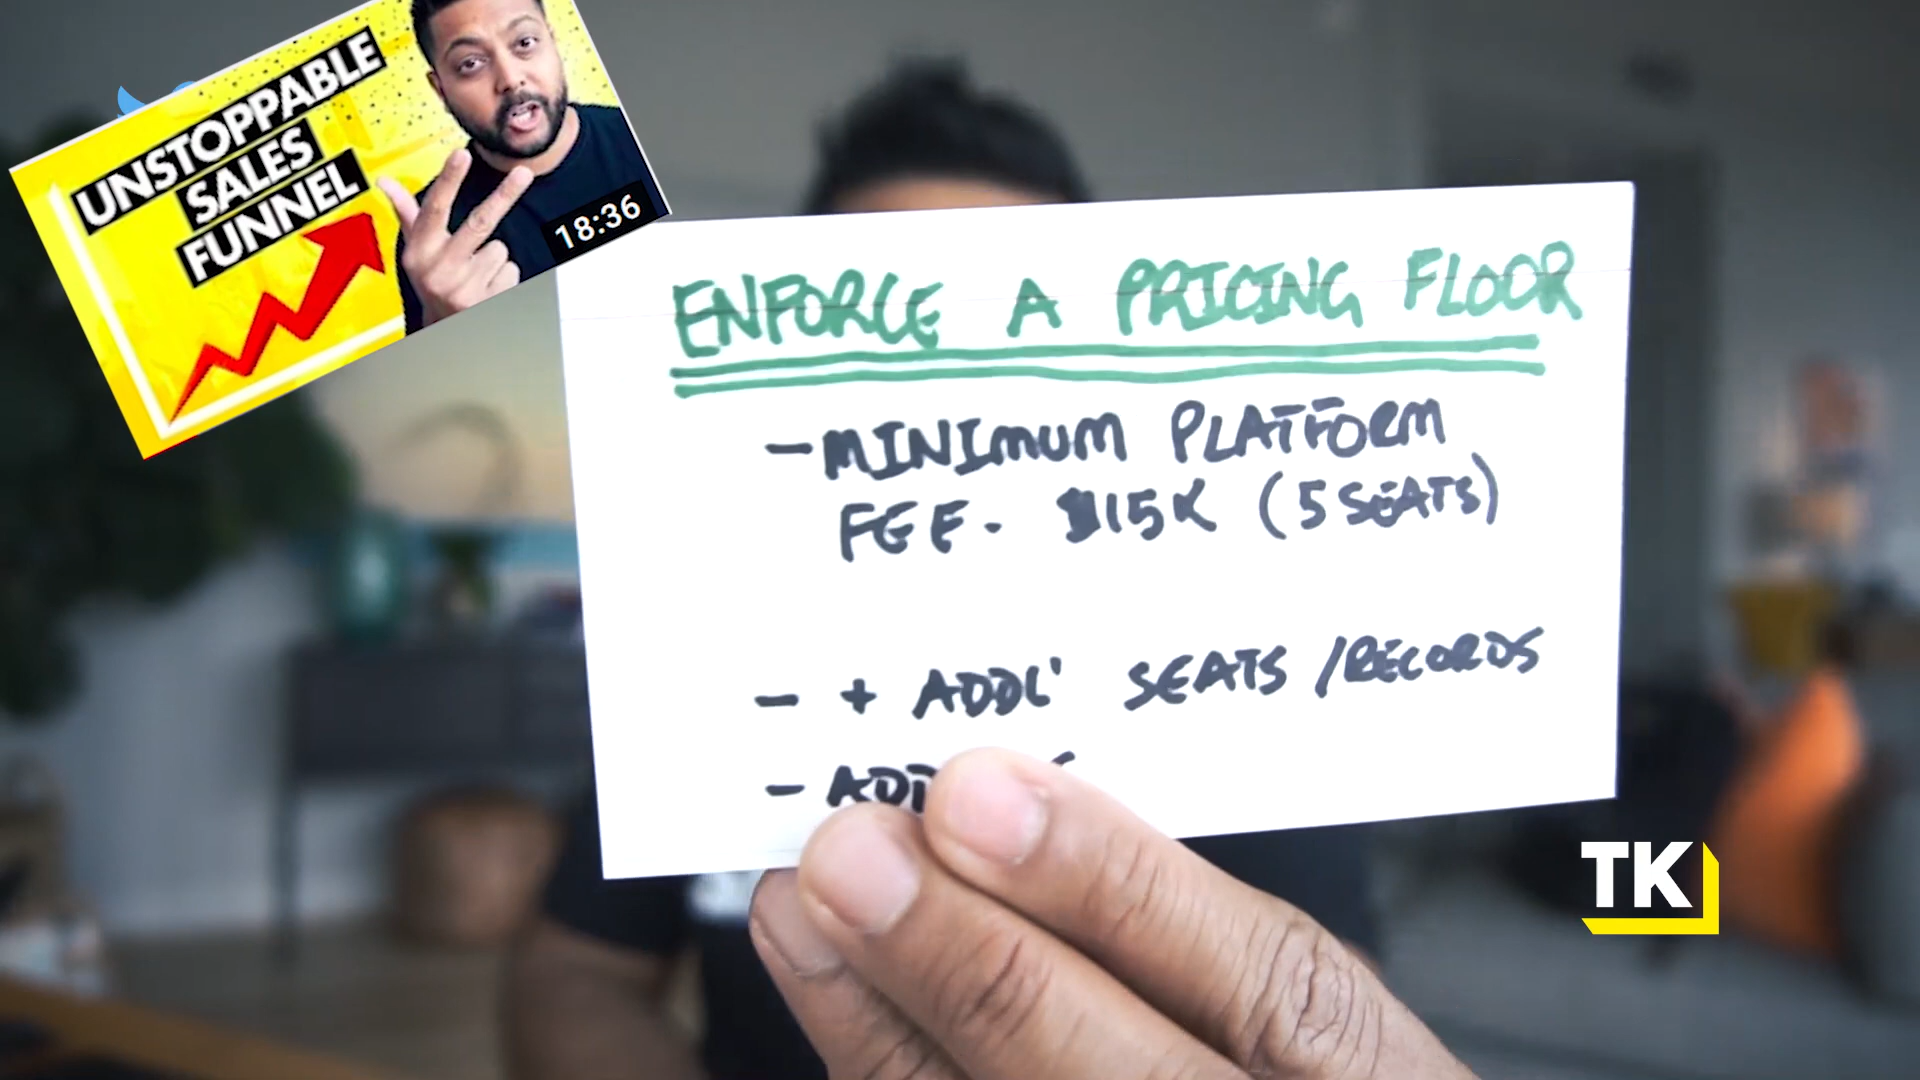 UNSTOPPABLE
SALES
FUNNEL
18:36
ENFORCE A PRICING FLOOR
- MINIMUM PLATFORM
FEE. $15K (5 SEATS)
- + ADDL' SEATS / RECORDS
-
TK